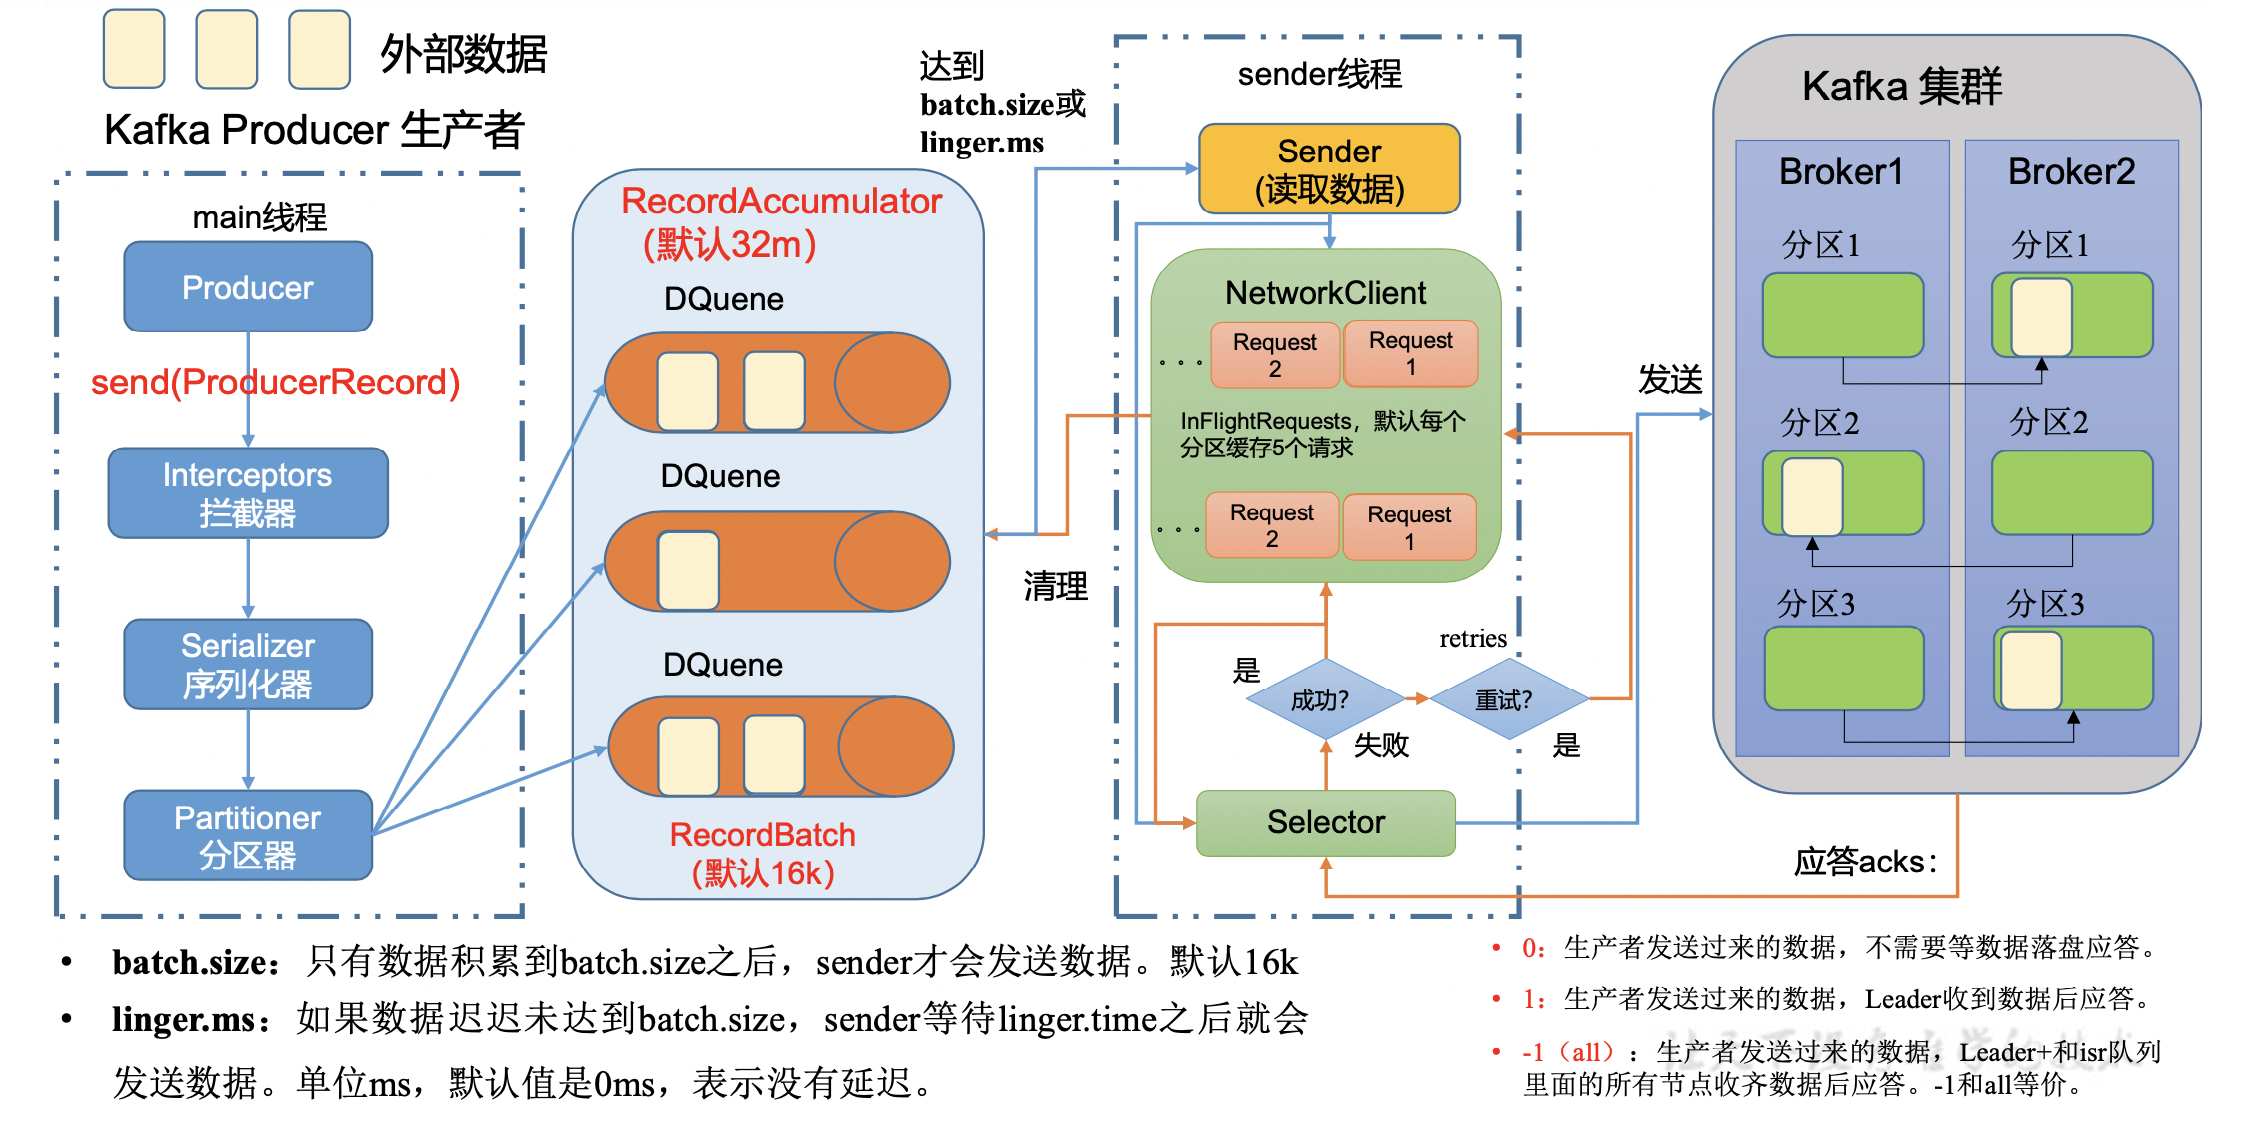 外部数据
Kafka Producer 生产者
main线程
Producer
send(ProducerRecord)
Interceptors
拦截器
Serializer
序列化器
Partitioner
分区器
RecordAccumulator
(默认32m)
DQuene
DQuene
DQuene
RecordBatch
(默认16k)
达到
batch.size或
linger.ms
清理
sender线程
Sender
(读取数据)
NetworkClient
Request
2
Request
1
InFlightRequests，默认每个
分区缓存5个请求
Request
2
Request
1
retries
是
成功？
重试？
失败
是
Selector
发送
Kafka 集群
Broker1
Broker2
分区1
分区1
分区2
分区2
分区3
分区3
应答acks：
• batch.size：只有数据积累到batch.size之后，sender才会发送数据。默认16k
• linger.ms：如果数据迟迟未达到batch.size，sender等待linger.time之后就会
发送数据。单位ms，默认值是0ms，表示没有延迟。
• 0：生产者发送过来的数据，不需要等数据落盘应答。
• 1：生产者发送过来的数据，Leader收到数据后应答。
• -1（all）：生产者发送过来的数据，Leader+和isr队列
里面的所有节点收齐数据后应答。-1和all等价。